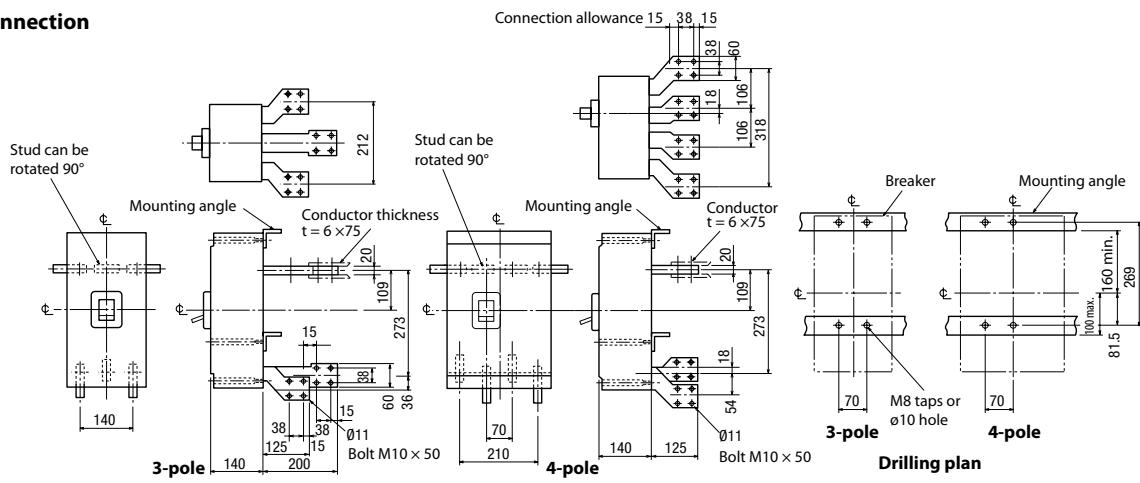 nnection
Connection allowance 15 38 15
38
60
18
106
106
318
212
Stud can be
rotated 90°
Stud can be
rotated 90°
Mounting angle
Conductor thickness
t = 6 ×75
Mounting angle
Conductor
t = 6 ×75
Breaker
Mounting angle
℄
℄
℄
℄
℄
℄
℄
℄
20
109
273
20
109
273
160 min.
269
100 max.
81.5
15
38
60
36
15
38
38
15
125
Ø11
Bolt M10 × 50
140
140
200
3-pole
18
54
Ø11
Bolt M10 × 50
70
210
140
125
4-pole
70
M8 taps or
ø10 hole
70
3-pole
4-pole
Drilling plan